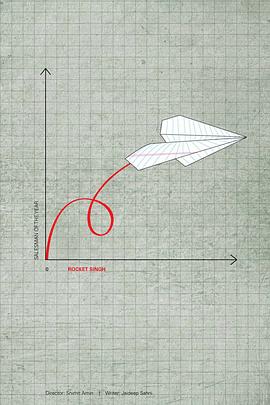 SALESMAN OF THE YEAR
0 ROCKET SINGH
Director: Shimit Amin | Writer: Jaideep Sahni